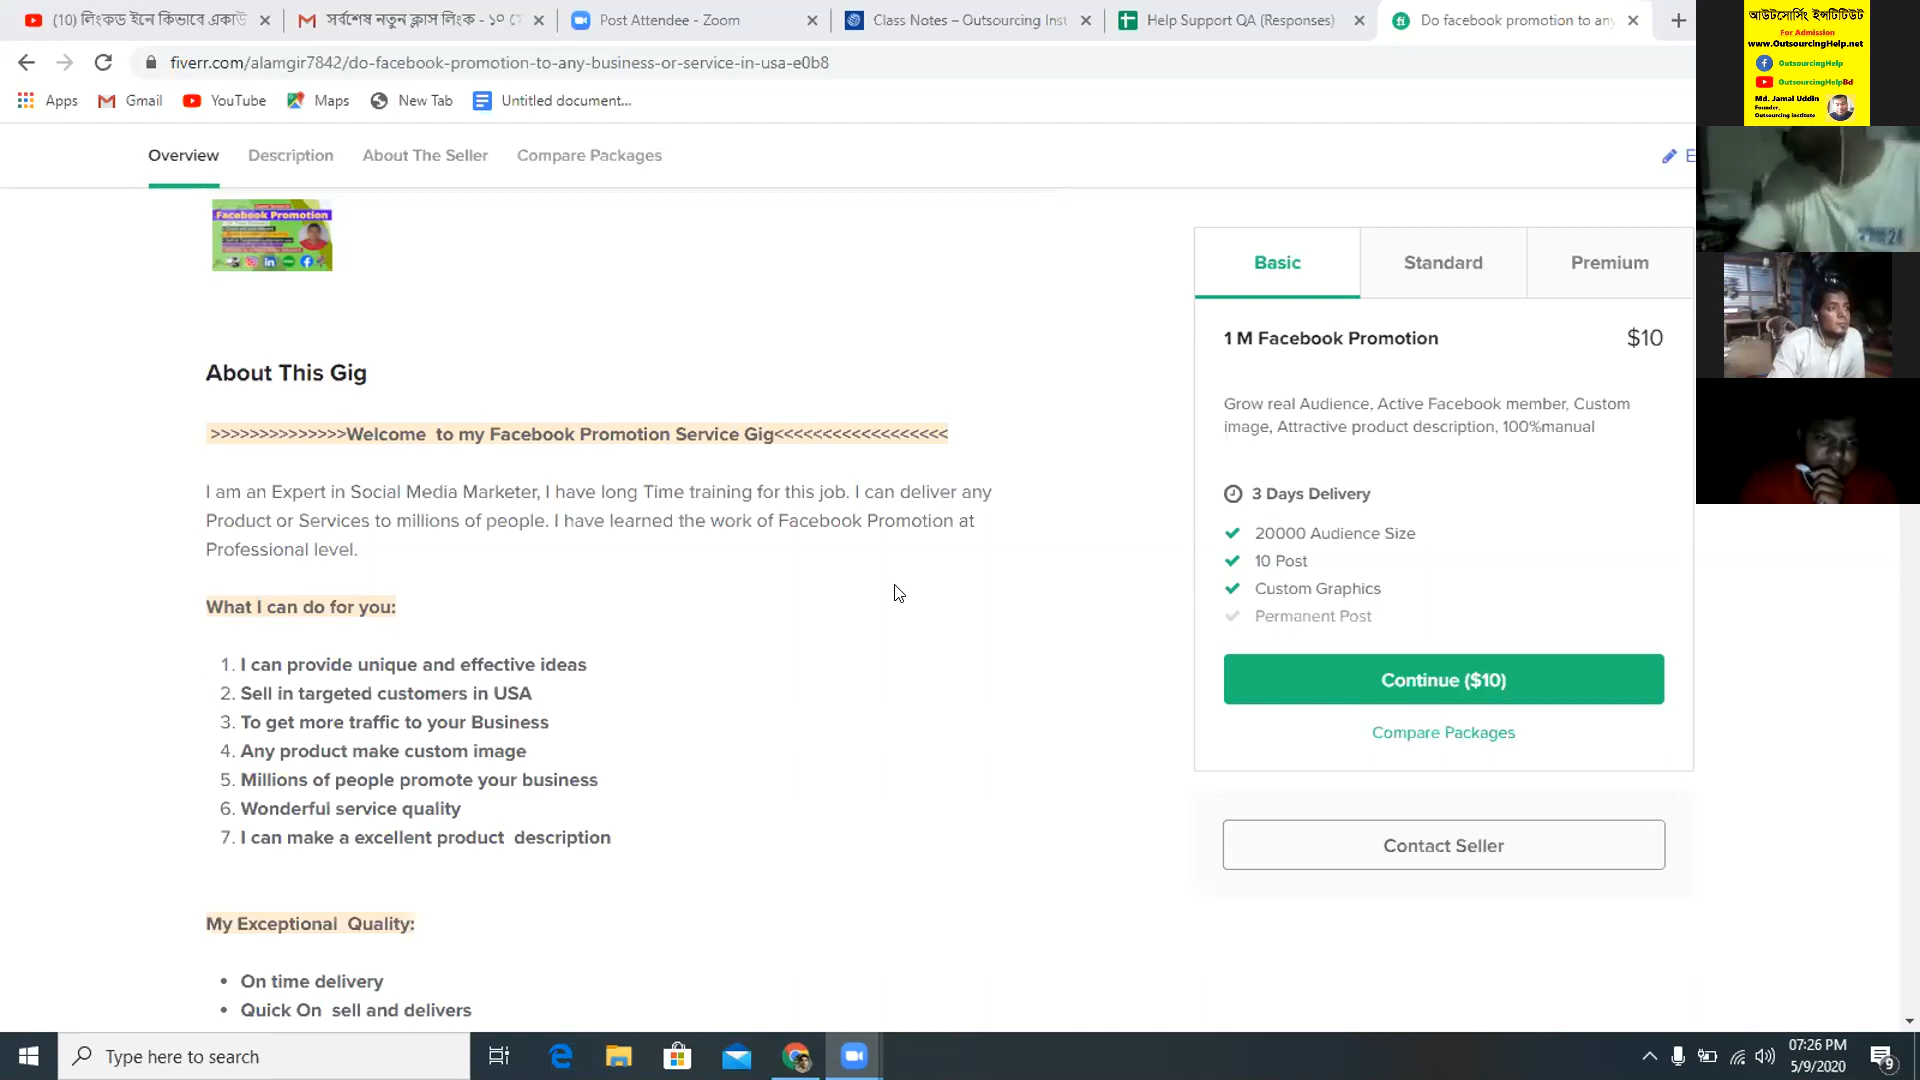 (10) লিংকড ইনে কিভাবে একাউ
সর্বশেষ নতুন ক্লাস লিংক - ১০ সে
Post Attendee - Zoom
Class Notes – Outsourcing Inst
Help Support QA (Responses)
Do facebook promotion to any
fiverr.com/alamgir7842/do-facebook-promotion-to-any-business-or-service-in-usa-e0b8
Apps
Gmail
YouTube
Maps
New Tab
Untitled document...
আউটসোর্সিং ইন্সটিটিউট
For Admission
www.OutsourcingHelp.net
OutsourcingHelp
OutsourcingHelpBd
Md. Jamal Uddin
Founder,
Outsourcing Institute
Overview
Description
About The Seller
Compare Packages
E
Facebook Promotion
About This Gig
>>>>>>>>>>>>>>Welcome to my Facebook Promotion Service Gig<<<<<<<<<<<<<<<<<<
I am an Expert in Social Media Marketer, I have long Time training for this job. I can deliver any
Product or Services to millions of people. I have learned the work of Facebook Promotion at
Professional level.
What I can do for you:
1. I can provide unique and effective ideas
2. Sell in targeted customers in USA
3. To get more traffic to your Business
4. Any product make custom image
5. Millions of people promote your business
6. Wonderful service quality
7. I can make a excellent product description
My Exceptional Quality:
• On time delivery
• Quick On sell and delivers
Basic
Standard
Premium
1 M Facebook Promotion
$10
Grow real Audience, Active Facebook member, Custom
image, Attractive product description, 100%manual
3 Days Delivery
20000 Audience Size
10 Post
Custom Graphics
Permanent Post
Continue ($10)
Compare Packages
Contact Seller
Type here to search
07:26 PM
5/9/2020
9